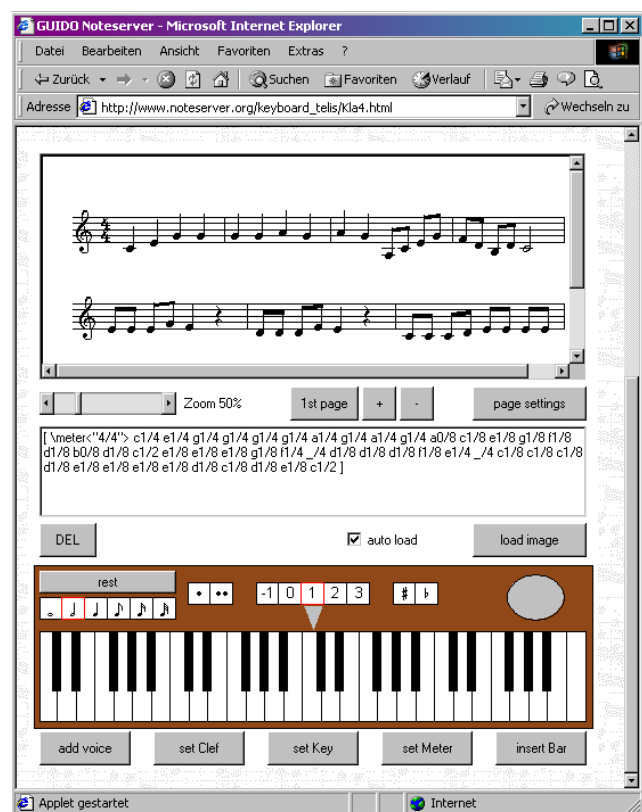 GUIDO Noteserver - Microsoft Internet Explorer
Datei Bearbeiten Ansicht Favoriten Extras ?
Zurück Suchen Favoriten Verlauf
Adresse http://www.noteserver.org/keyboard_telis/Kla4.html Wechseln zu
4
4
Zoom 50% 1st page + - page settings
[ \meter<"4/4"> c1/4 e1/4 g1/4 g1/4 g1/4 g1/4 a1/4 g1/4 a1/4 g1/4 a0/8 c1/8 e1/8 g1/8 f1/8
d1/8 b0/8 d1/8 c1/2 e1/8 e1/8 e1/8 g1/8 f1/4 _/4 d1/8 d1/8 d1/8 f1/8 e1/4 _/4 c1/8 c1/8 c1/8
d1/8 e1/8 e1/8 e1/8 e1/8 d1/8 c1/8 d1/8 e1/8 c1/2 ]
DEL auto load load image
rest
-1 0 1 2 3
add voice set Clef set Key set Meter insert Bar
Applet gestartet Internet